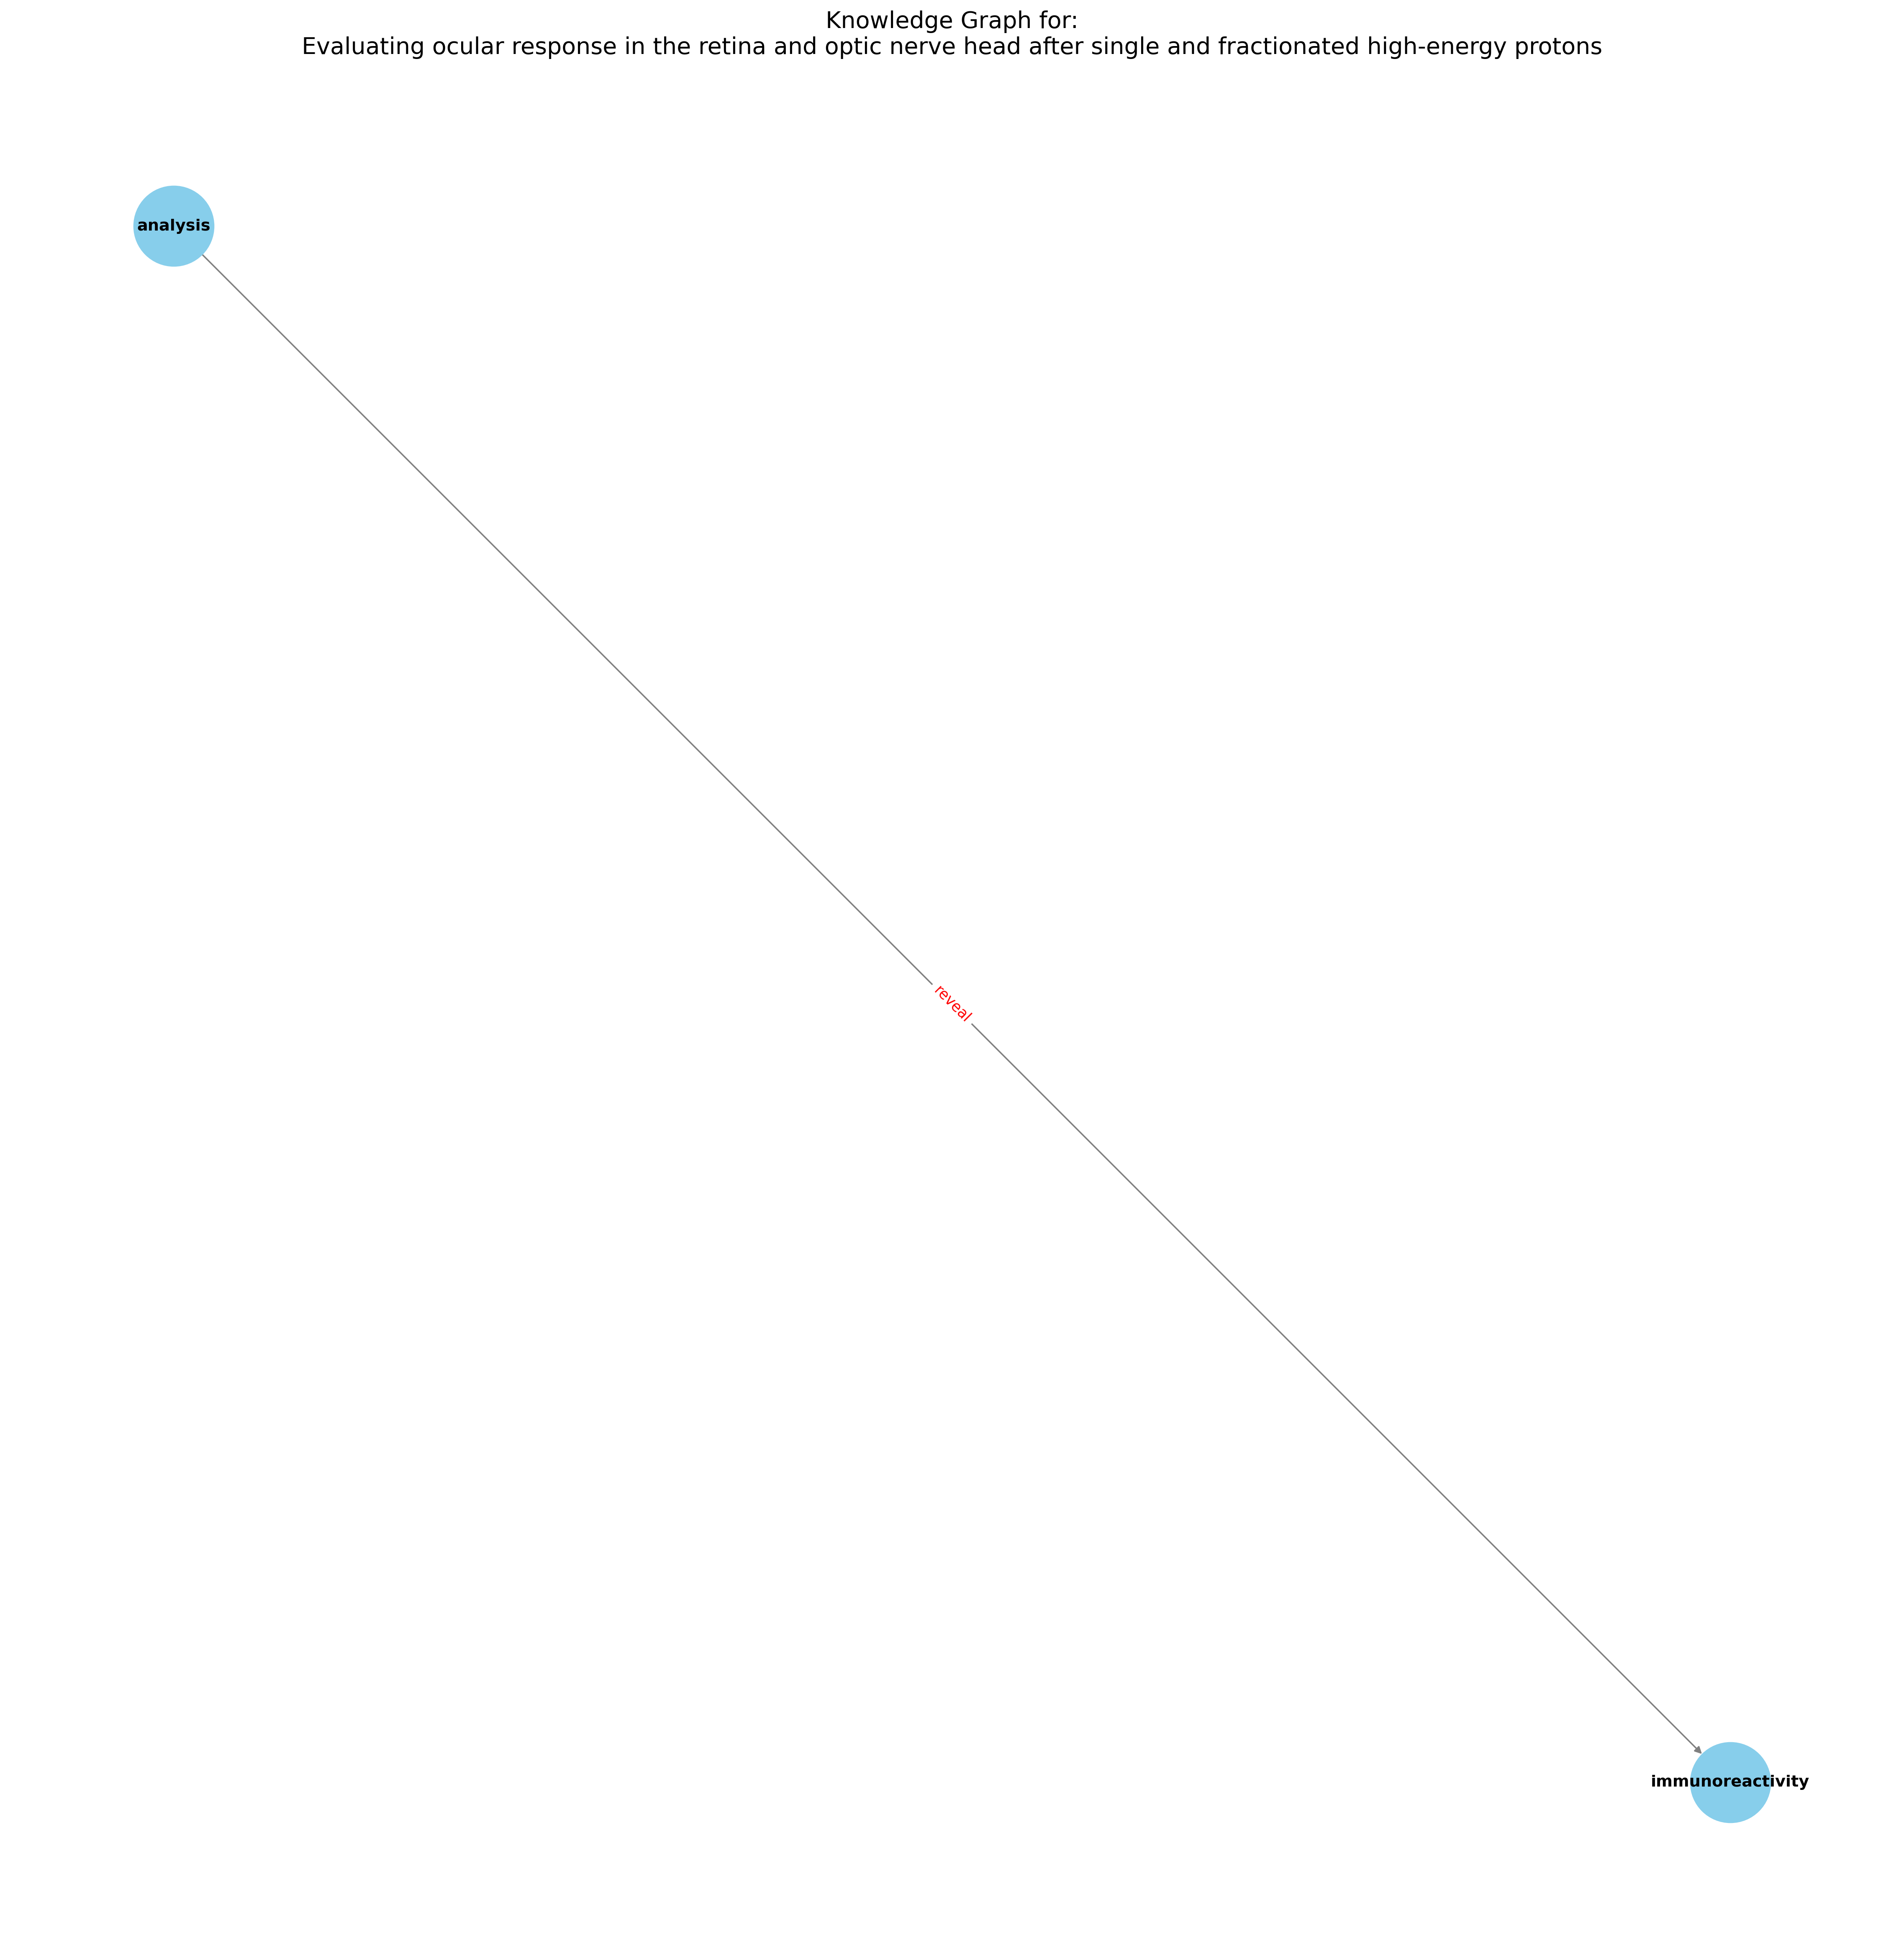 Knowledge Graph for:
Evaluating ocular response in the retina and optic nerve head after single and fractionated high-energy protons
analysis
reveal
immunoreactivity